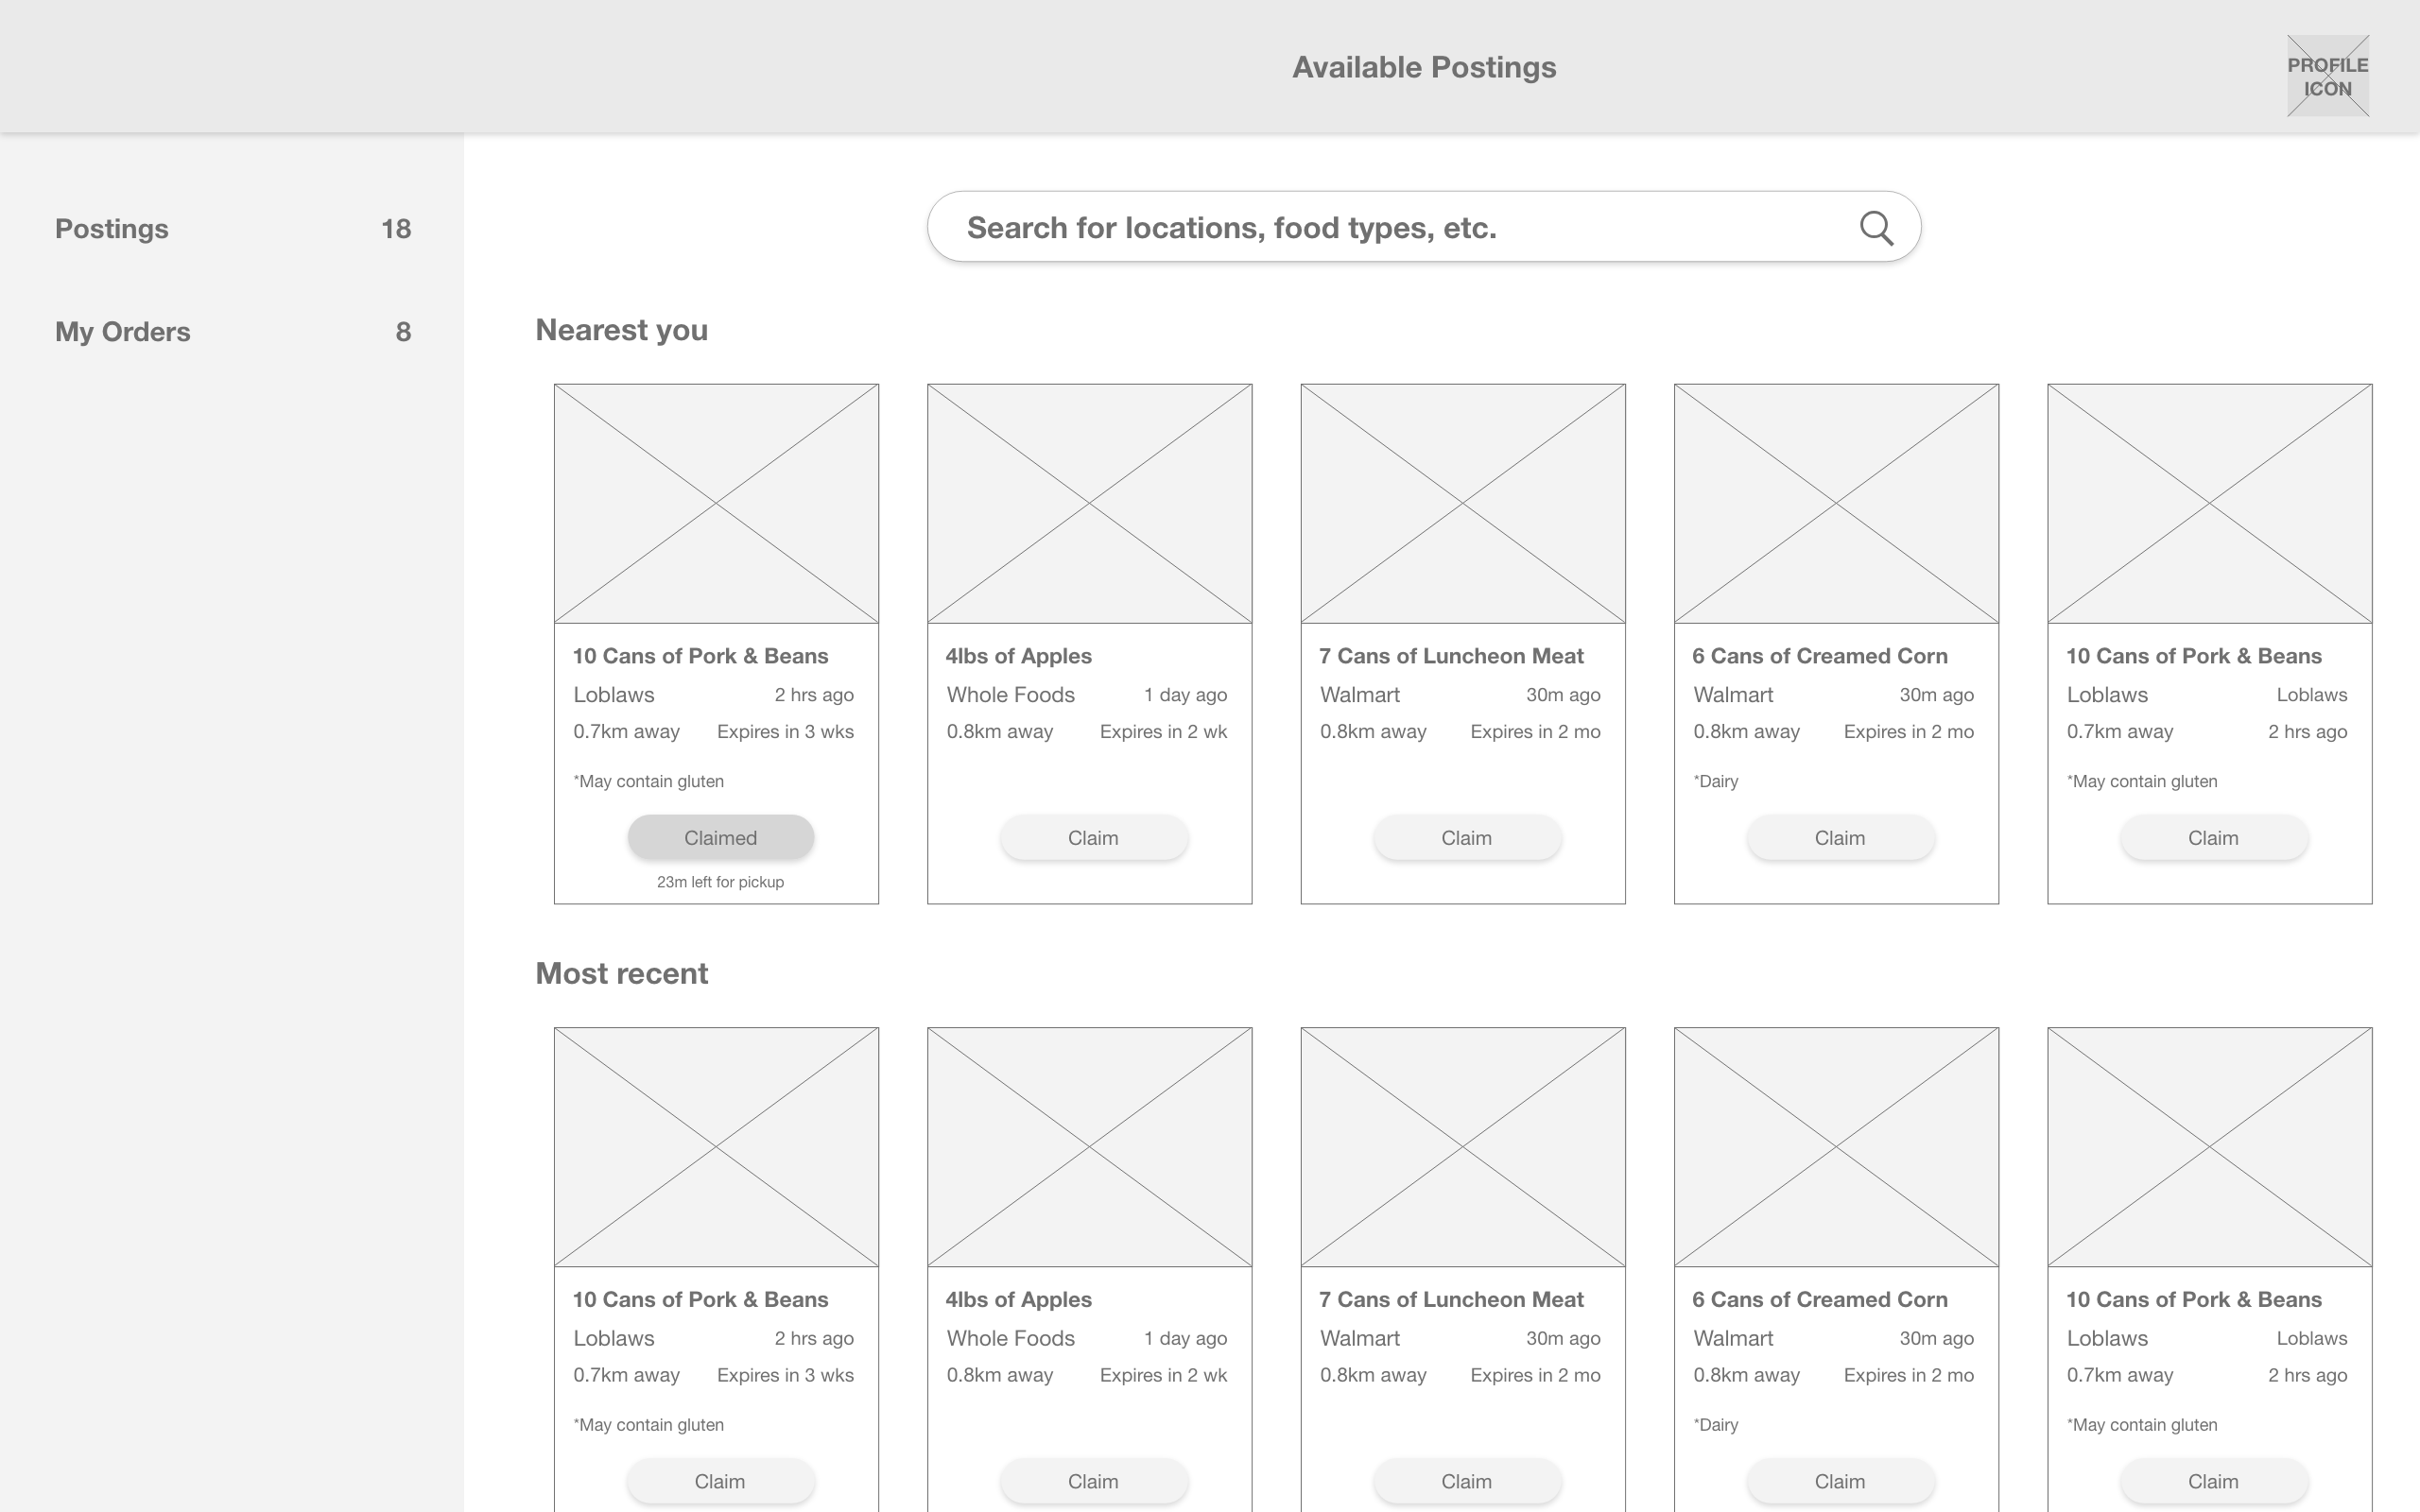 Available Postings
PROFILE
ICON
Postings 18
My Orders 8
Search for locations, food types, etc.
Nearest you
10 Cans of Pork & Beans
Loblaws 2 hrs ago
0.7km away Expires in 3 wks
*May contain gluten
Claimed
23m left for pickup
4lbs of Apples
Whole Foods 1 day ago
0.8km away Expires in 2 wk
Claim
7 Cans of Luncheon Meat
Walmart 30m ago
0.8km away Expires in 2 mo
Claim
6 Cans of Creamed Corn
Walmart 30m ago
0.8km away Expires in 2 mo
*Dairy
Claim
10 Cans of Pork & Beans
Loblaws Loblaws
0.7km away 2 hrs ago
*May contain gluten
Claim
Most recent
10 Cans of Pork & Beans
Loblaws 2 hrs ago
0.7km away Expires in 3 wks
*May contain gluten
Claim
4lbs of Apples
Whole Foods 1 day ago
0.8km away Expires in 2 wk
Claim
7 Cans of Luncheon Meat
Walmart 30m ago
0.8km away Expires in 2 mo
Claim
6 Cans of Creamed Corn
Walmart 30m ago
0.8km away Expires in 2 mo
*Dairy
Claim
10 Cans of Pork & Beans
Loblaws Loblaws
0.7km away 2 hrs ago
*May contain gluten
Claim